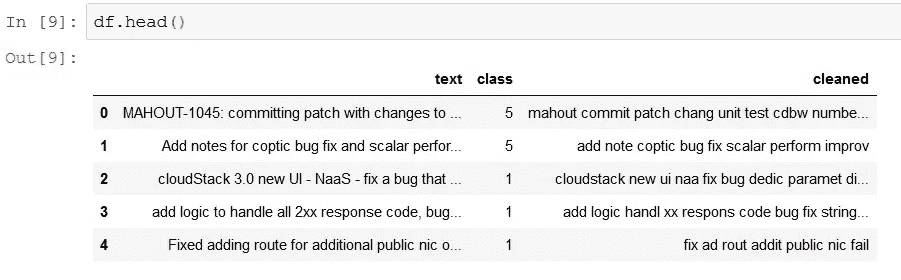 In [9]: df.head()
Out[9]:
text class cleaned
0 MAHOUT-1045: committing patch with changes to ... 5 mahout commit patch chang unit test cdbw numbe...
1 Add notes for coptic bug fix and scalar perfor... 5 add note coptic bug fix scalar perform improv
2 cloudStack 3.0 new UI - NaaS - fix a bug that ... 1 cloudstack new ui naa fix bug dedic paramet di...
3 add logic to handle all 2xx response code, bug... 1 add logic handl xx respons code bug fix string...
4 Fixed adding route for additional public nic o... 1 fix ad rout addit public nic fail